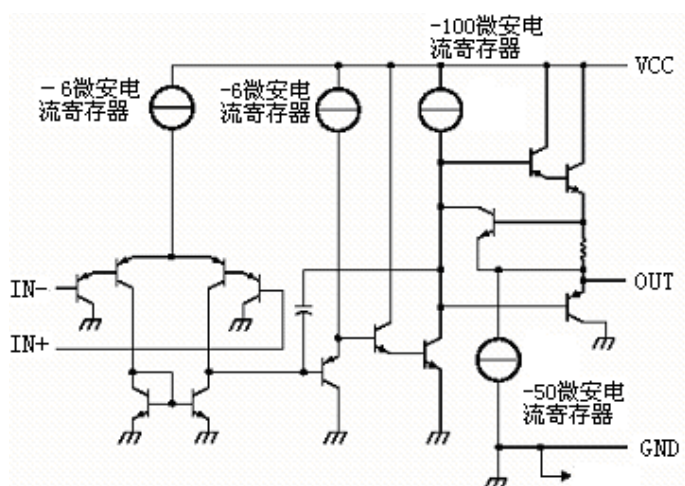 -100微安电
流寄存器
VCC
-6微安电
流寄存器
-6微安电
流寄存器
IN-
OUT
IN+
-50微安电
流寄存器
GND